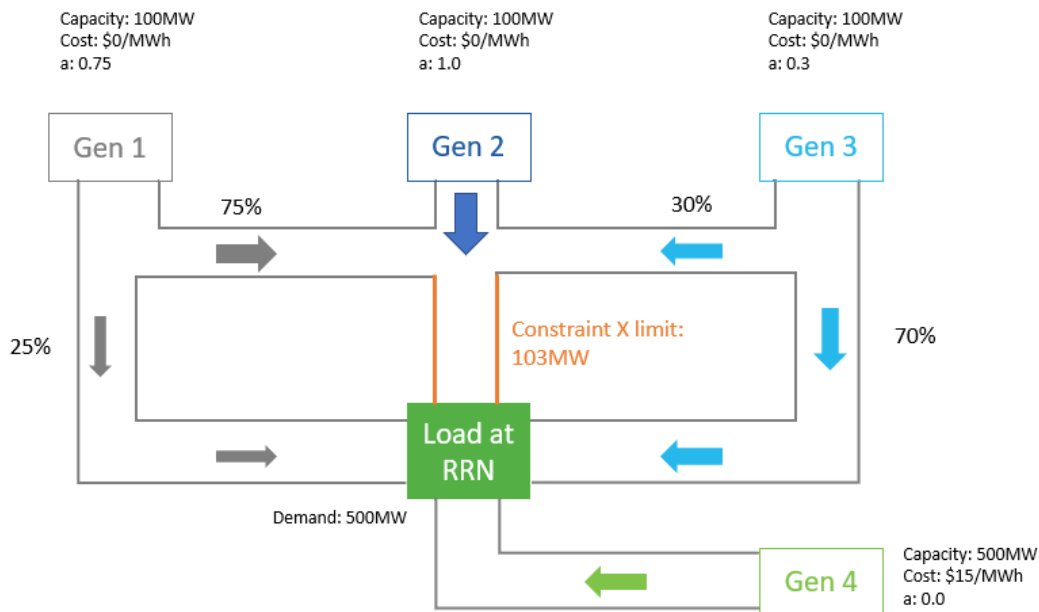 Capacity: 100MW
Cost: $0/MWh
a: 0.75
Capacity: 100MW
Cost: $0/MWh
a: 1.0
Capacity: 100MW
Cost: $0/MWh
a: 0.3
Gen 1
Gen 2
Gen 3
75%
30%
Constraint X limit:
103MW
25%
70%
Load at
RRN
Demand: 500MW
Gen 4
Capacity: 500MW
Cost: $15/MWh
a: 0.0